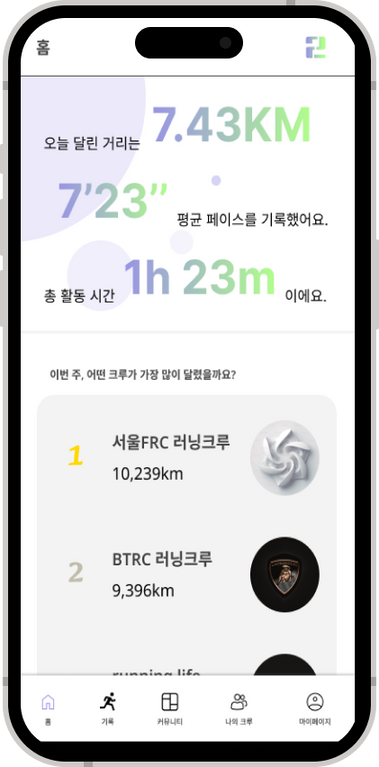 홈
7.43KM
오늘 달린 거리는
7’23’’
평균 페이스를 기록했어요.
총 활동 시간 1h 23m 이에요.
이번 주, 어떤 크루가 가장 많이 달렸을까요?
1 서울FRC 러닝크루
10,239km
2 BTRC 러닝크루
9,396km
running life
홈 기록 커뮤니티 나의 크루 마이페이지